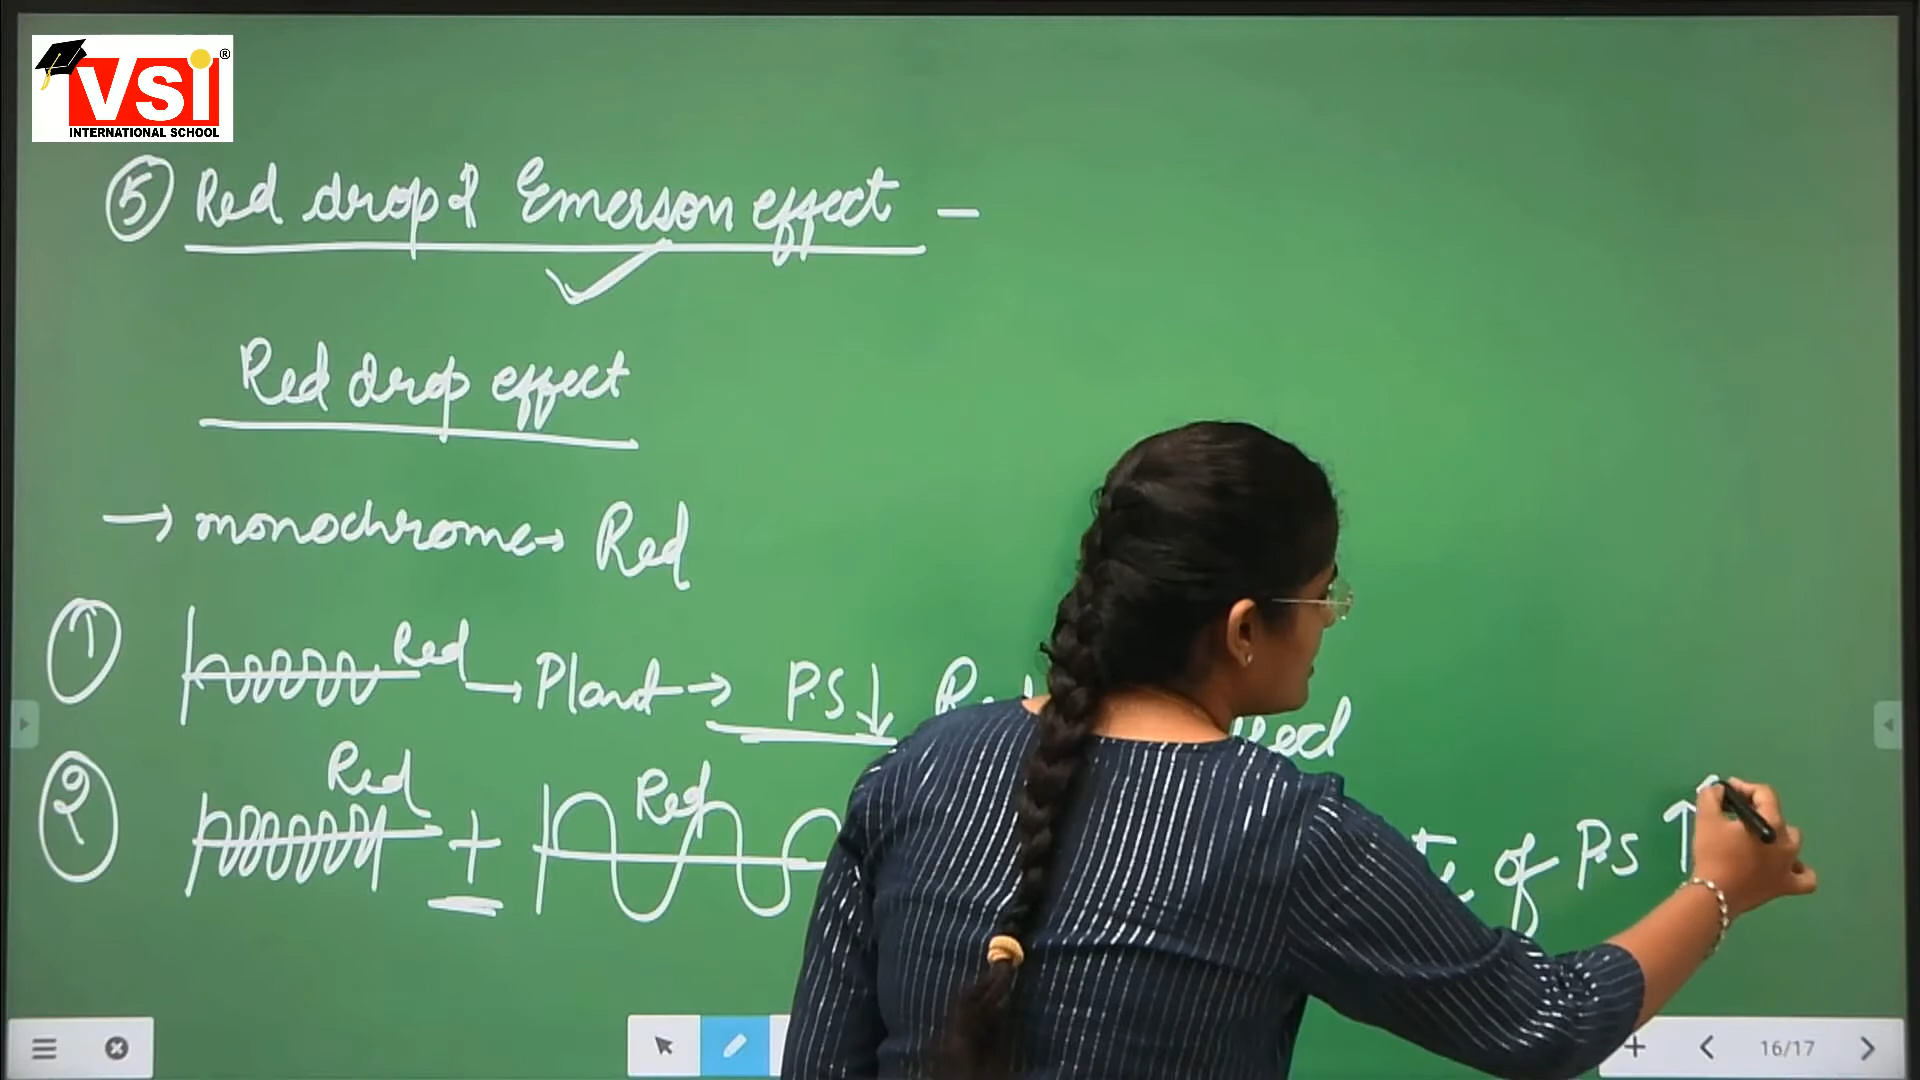 VSI ®
INTERNATIONAL SCHOOL
⑤ Red drop & Emerson effect –
Red drop effect
→ monochrome → Red
① Red → Plant → P.S ↓
② Red + Red of P.S ↑
16/17